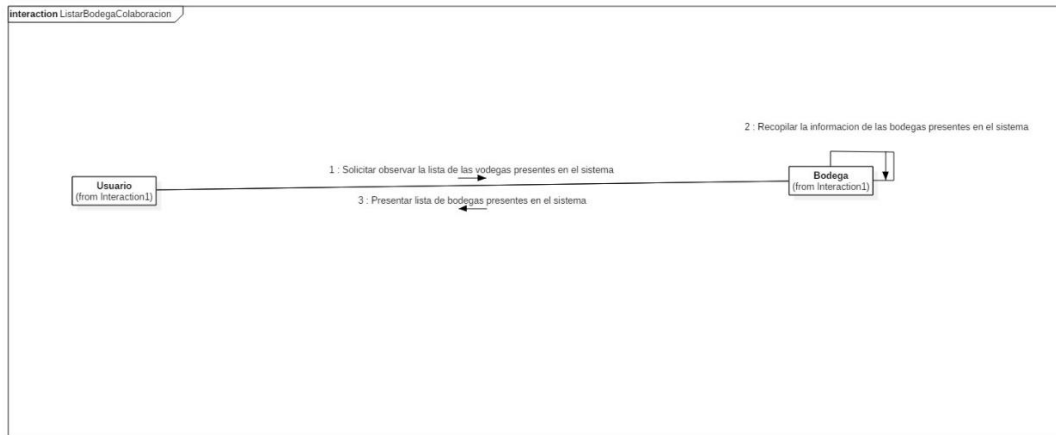 interaction ListarBodegaColaboracion
2 : Recopilar la informacion de las bodegas presentes en el sistema
1 : Solicitar observar la lista de las vodegas presentes en el sistema
Usuario
(from Interaction1)
Bodega
(from Interaction1)
3 : Presentar lista de bodegas presentes en el sistema